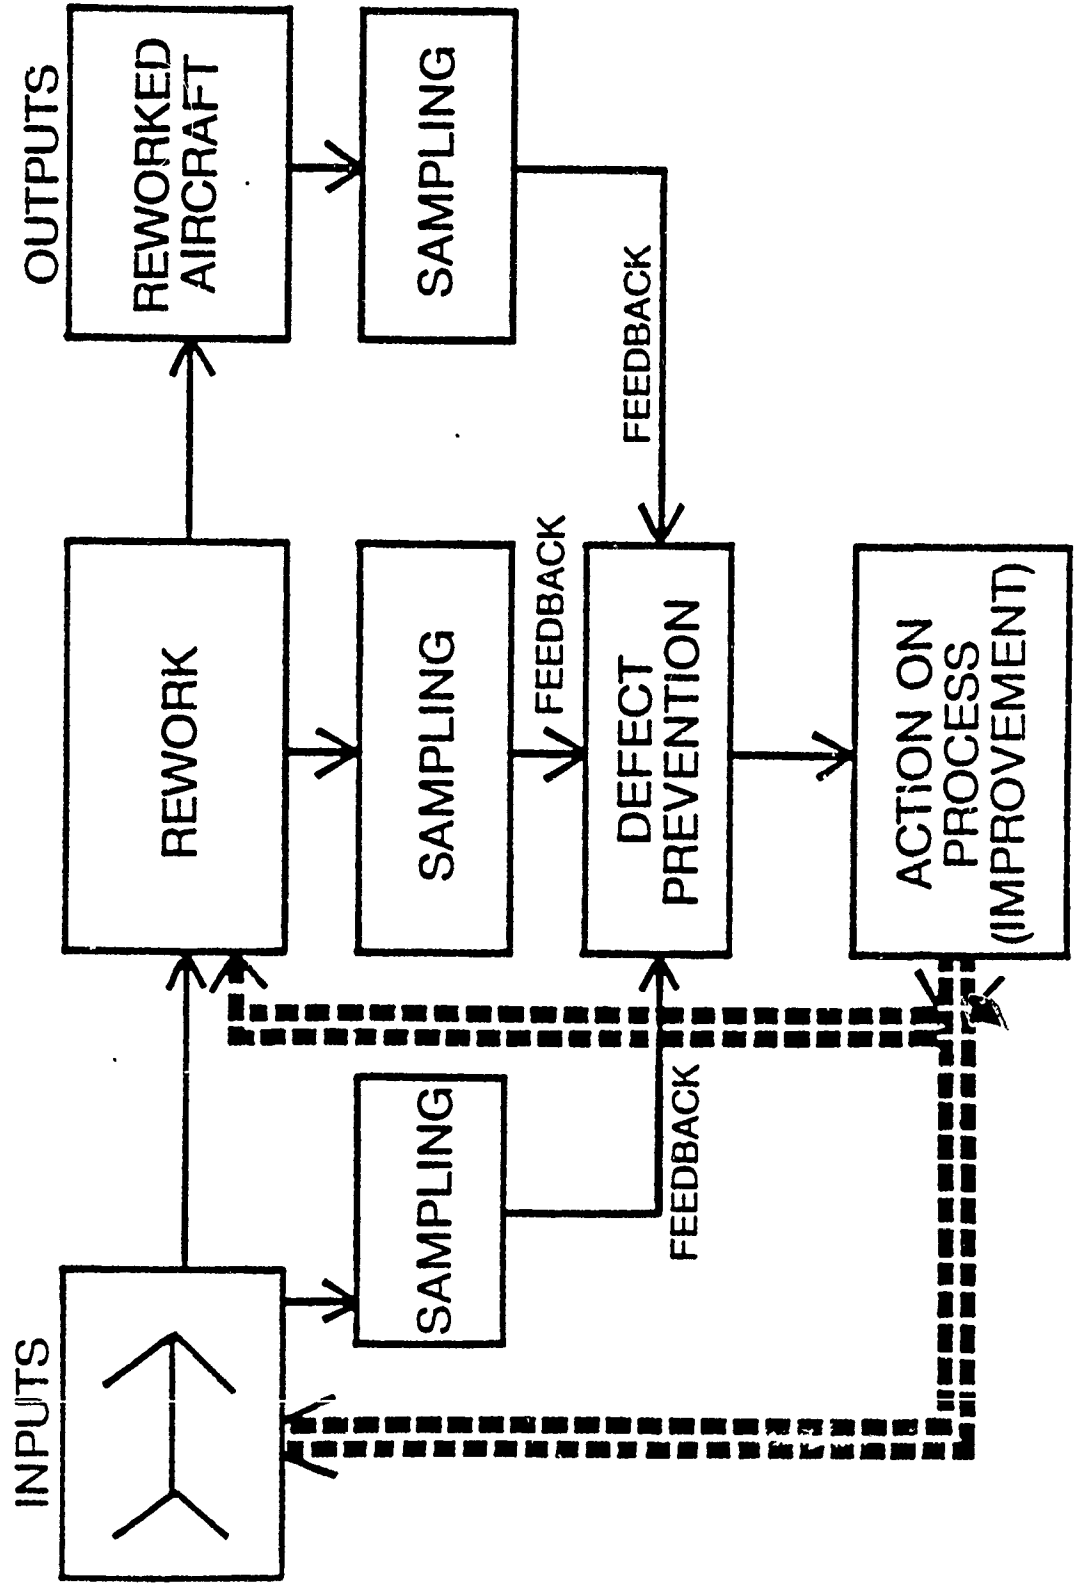 INPUTS
OUTPUTS
REWORK
REWORKED
AIRCRAFT
SAMPLING
SAMPLING
SAMPLING
FEEDBACK
FEEDBACK
FEEDBACK
DEFECT
PREVENTION
ACTION ON
PROCESS
(IMPROVEMENT)